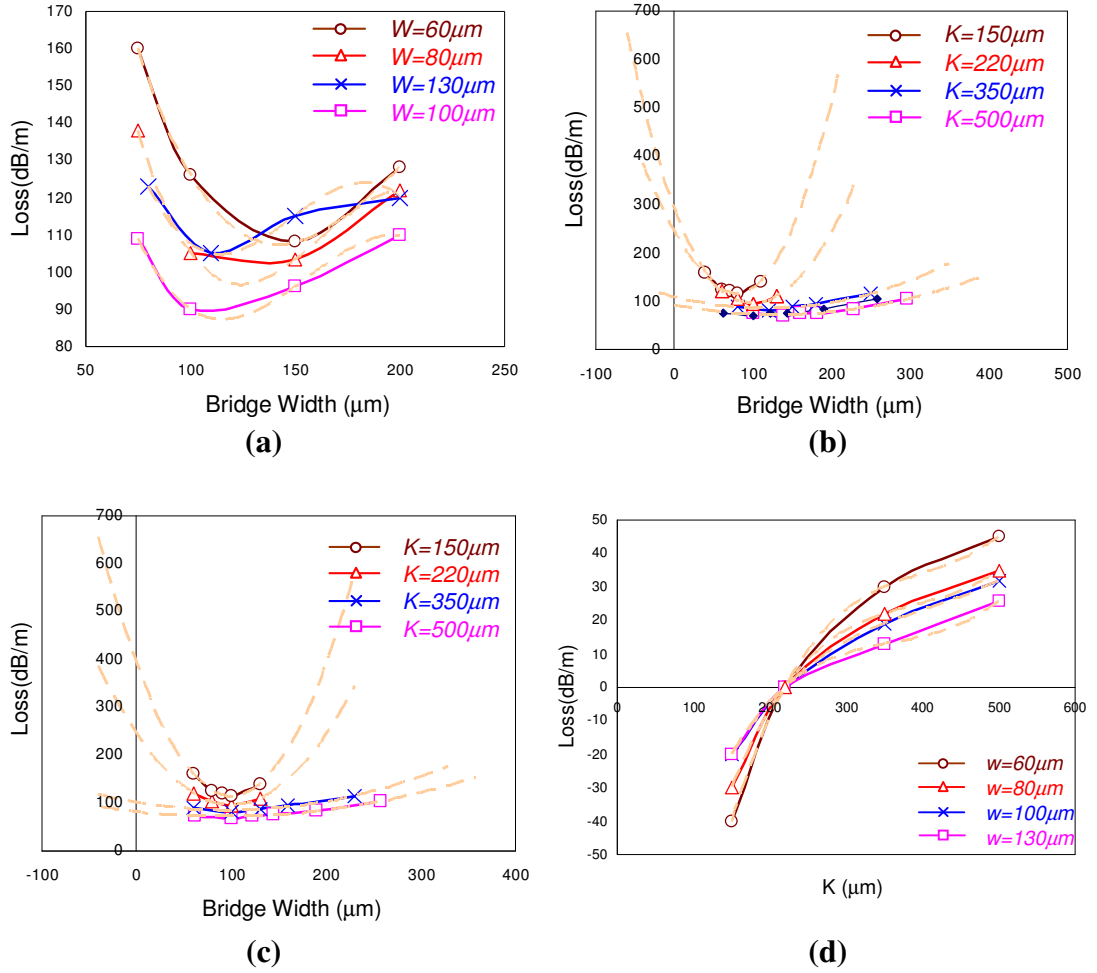 160
150
140
130
120
110
100
90
80
Loss(dB/m)
50
100
150
200
250
Bridge Width (μm)
W=60μm
W=80μm
W=130μm
W=100μm
(a)
700
600
500
400
300
200
100
0
Loss(dB/m)
-100
0
100
200
300
400
500
Bridge Width (μm)
K=150μm
K=220μm
K=350μm
K=500μm
(b)
700
600
500
400
300
200
100
0
Loss(dB/m)
-100
0
100
200
300
400
Bridge Width (μm)
K=150μm
K=220μm
K=350μm
K=500μm
(c)
50
40
30
20
10
0
-10
-20
-30
-40
-50
Loss(dB/m)
0
100
200
300
400
500
600
K (μm)
w=60μm
w=80μm
w=100μm
w=130μm
(d)